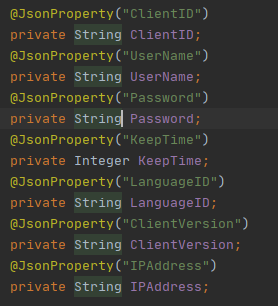 @JsonProperty("ClientID")
private String ClientID;
@JsonProperty("UserName")
private String UserName;
@JsonProperty("Password")
private String Password;
@JsonProperty("KeepTime")
private Integer KeepTime;
@JsonProperty("LanguageID")
private String LanguageID;
@JsonProperty("ClientVersion")
private String ClientVersion;
@JsonProperty("IPAddress")
private String IPAddress;